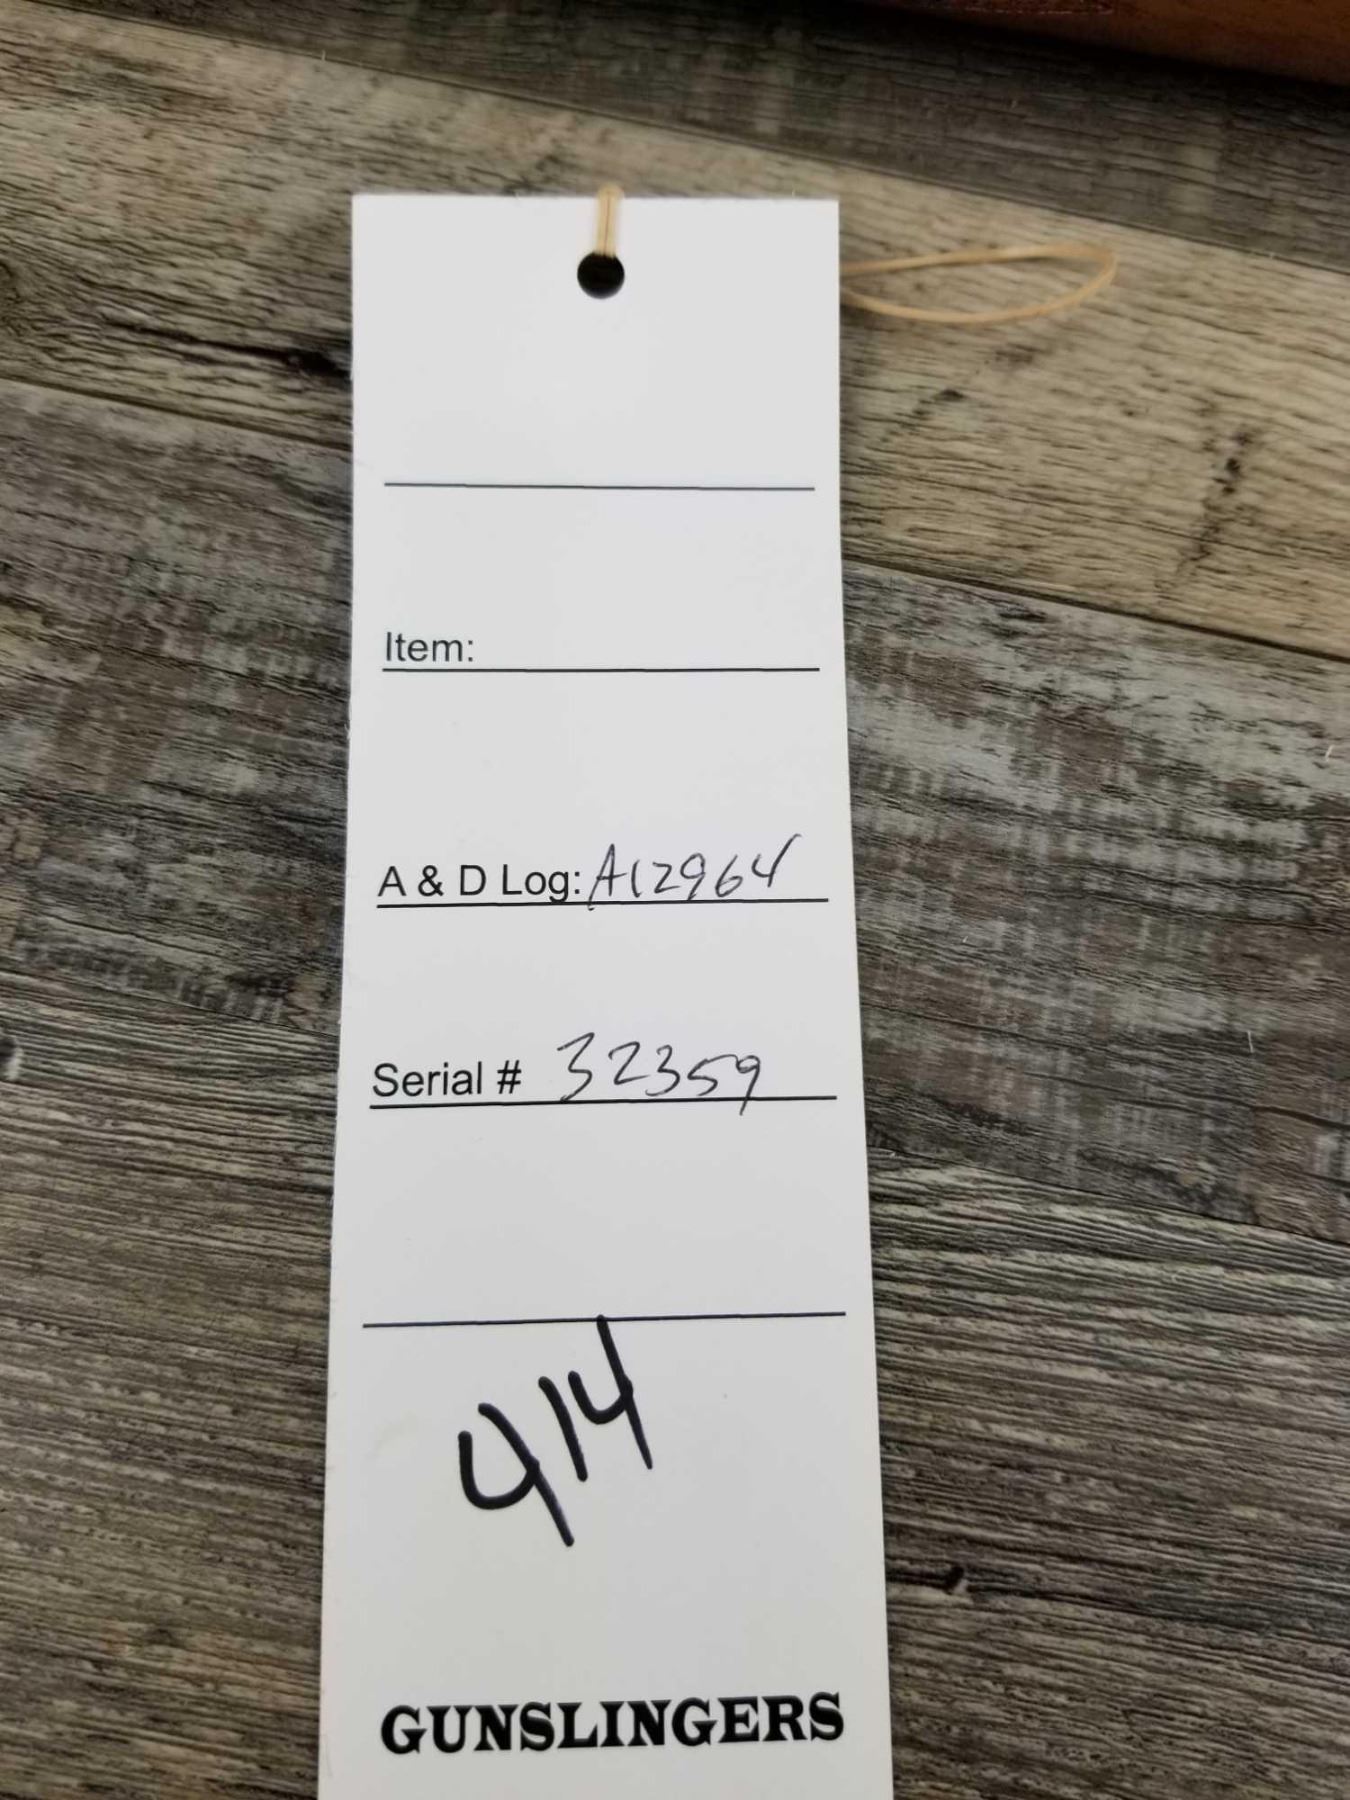 Item:
A & D Log: A12964
Serial # 32359
414
GUNSLINGERS